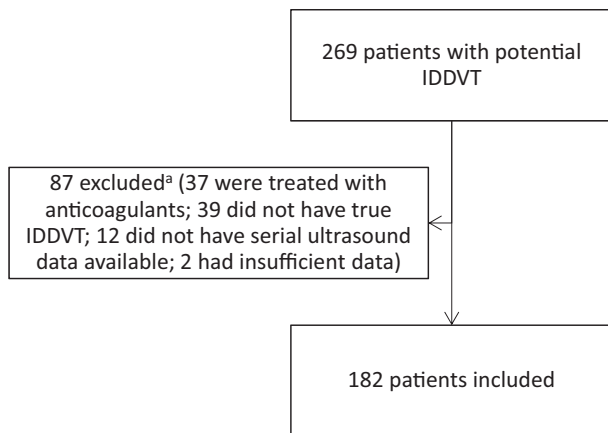 269 patients with potential
IDDVT
87 excludedᵃ (37 were treated with
anticoagulants; 39 did not have true
IDDVT; 12 did not have serial ultrasound
data available; 2 had insufficient data)
182 patients included